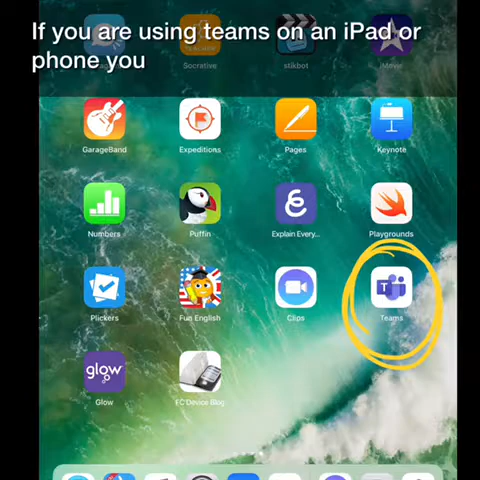 If you are using teams on an iPad or
phone you
Socrative
stikbot
iMovie
GarageBand
Expeditions
Pages
Keynote
Numbers
Puffin
Explain Every...
Playgrounds
Plickers
Fun English
Clips
T
Teams
glow
Glow
FC Device Blog